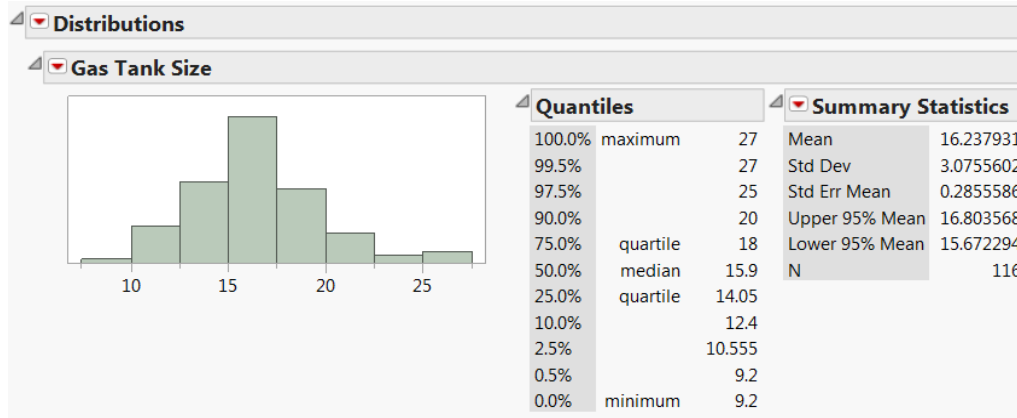 Distributions
Gas Tank Size
10 15 20 25
Quantiles
100.0% maximum 27
99.5% 27
97.5% 25
90.0% 20
75.0% quartile 18
50.0% median 15.9
25.0% quartile 14.05
10.0% 12.4
2.5% 10.555
0.5% 9.2
0.0% minimum 9.2
Summary Statistics
Mean 16.237931
Std Dev 3.0755602
Std Err Mean 0.2855586
Upper 95% Mean 16.803568
Lower 95% Mean 15.672294
N 116